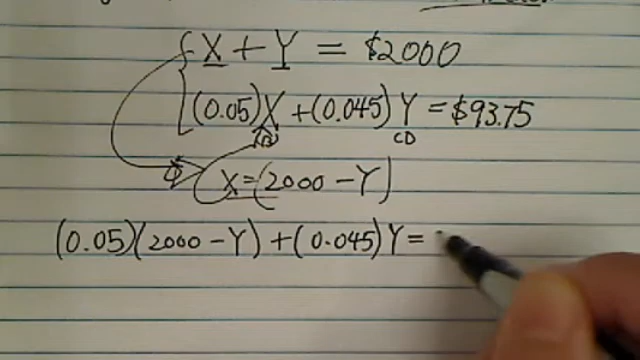 X + Y = $2000
(0.05)X + (0.045)Y = $93.75
CD
X = (2000 - Y)
(0.05)(2000 - Y) + (0.045)Y =